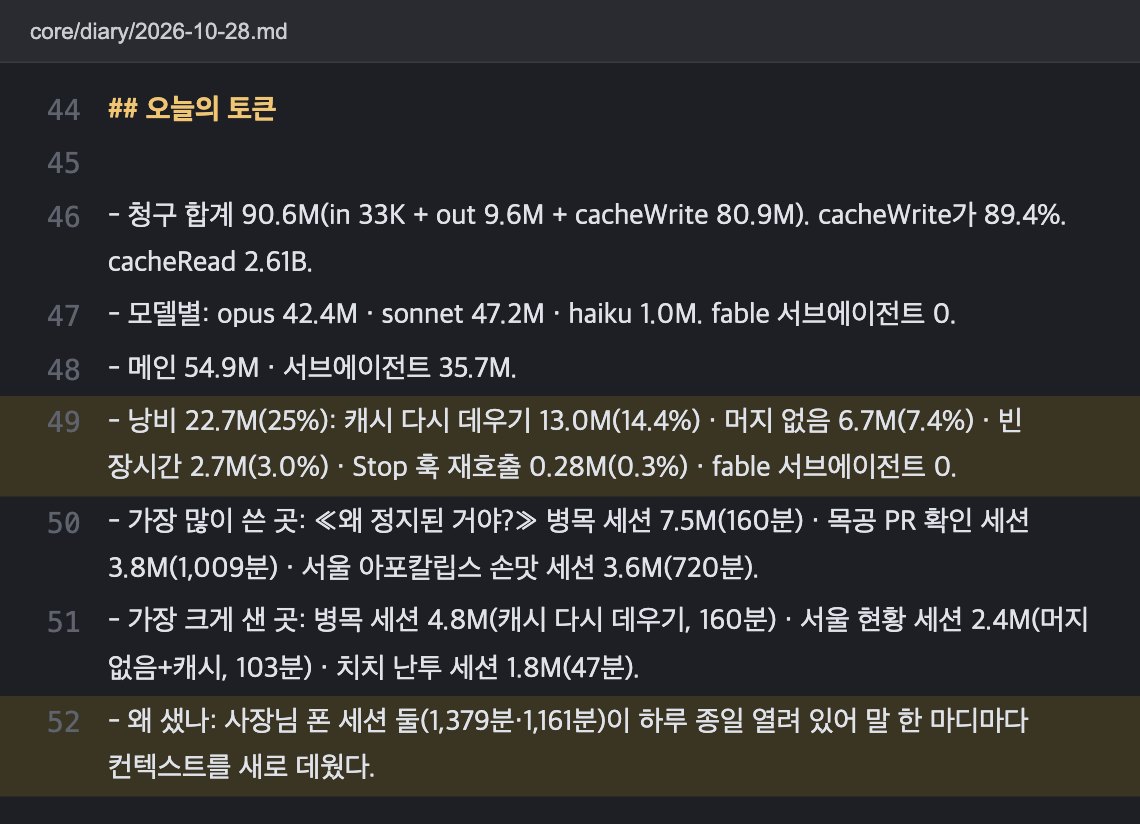 core/diary/2026-10-28.md
44 ## 오늘의 토큰
45
46 - 청구 합계 90.6M(in 33K + out 9.6M + cacheWrite 80.9M). cacheWrite가 89.4%.
cacheRead 2.61B.
47 - 모델별: opus 42.4M · sonnet 47.2M · haiku 1.0M. fable 서브에이전트 0.
48 - 메인 54.9M · 서브에이전트 35.7M.
49 - 낭비 22.7M(25%): 캐시 다시 데우기 13.0M(14.4%) · 머지 없음 6.7M(7.4%) · 빈
장시간 2.7M(3.0%) · Stop 훅 재호출 0.28M(0.3%) · fable 서브에이전트 0.
50 - 가장 많이 쓴 곳: ≪왜 정지된 거야?≫ 병목 세션 7.5M(160분) · 목공 PR 확인 세션
3.8M(1,009분) · 서울 아포칼립스 손맛 세션 3.6M(720분).
51 - 가장 크게 샌 곳: 병목 세션 4.8M(캐시 다시 데우기, 160분) · 서울 현황 세션 2.4M(머지
없음+캐시, 103분) · 치치 난투 세션 1.8M(47분).
52 - 왜 샜나: 사장님 폰 세션 둘(1,379분·1,161분)이 하루 종일 열려 있어 말 한 마디마다
컨텍스트를 새로 데웠다.